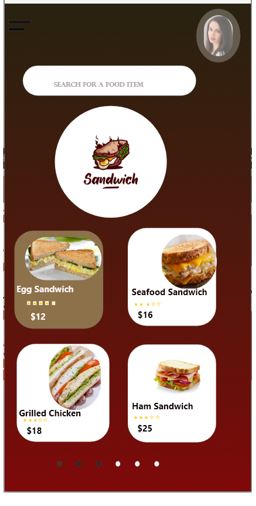 SEARCH FOR A FOOD ITEM
Sandwich
Egg Sandwich
$12
Seafood Sandwich
$16
Grilled Chicken
$18
Ham Sandwich
$25